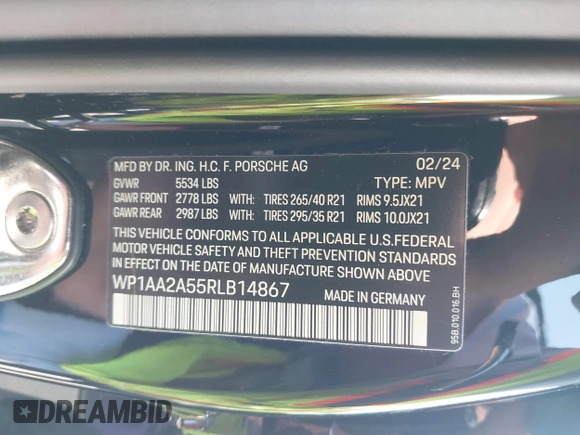 MFD BY DR. ING. H.C. F. PORSCHE AG 02/24
GVWR 5534 LBS TYPE: MPV
GAWR FRONT 2778 LBS WITH: TIRES 265/40 R21 RIMS 9.5JX21
GAWR REAR 2987 LBS WITH: TIRES 295/35 R21 RIMS 10.0JX21
THIS VEHICLE CONFORMS TO ALL APPLICABLE U.S.FEDERAL
MOTOR VEHICLE SAFETY AND THEFT PREVENTION STANDARDS
IN EFFECT ON THE DATE OF MANUFACTURE SHOWN ABOVE.
WP1AA2A55RLB14867 MADE IN GERMANY
95B.010.016.BH
DREAMBID